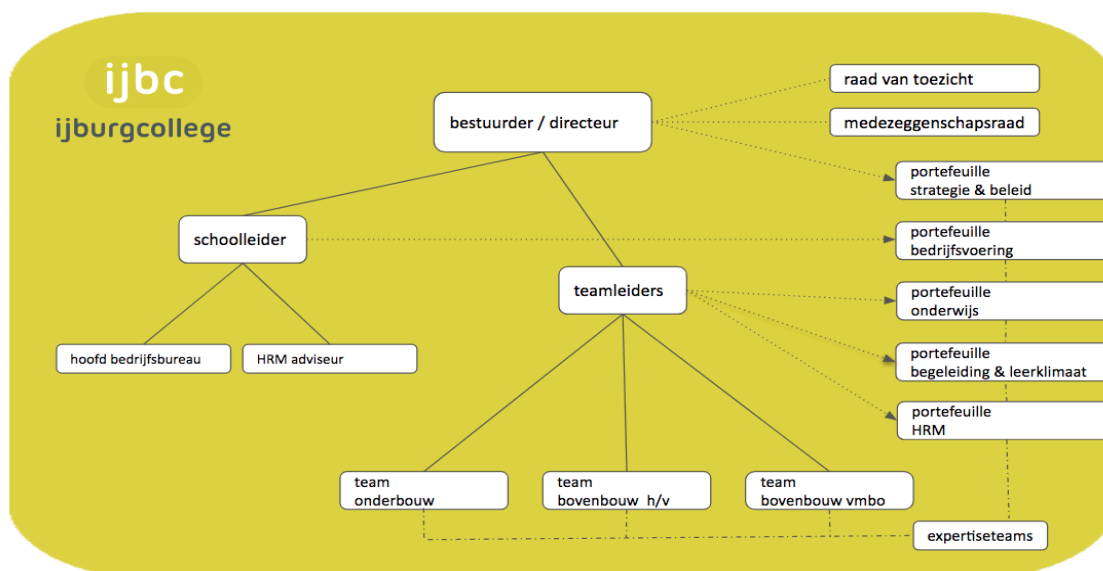 ijbc
ijburgcollege
bestuurder / directeur
raad van toezicht
medezeggenschapsraad
portefeuille
strategie & beleid
schoolleider
portefeuille
bedrijfsvoering
teamleiders
portefeuille
onderwijs
hoofd bedrijfsbureau
HRM adviseur
portefeuille
begeleiding & leerklimaat
portefeuille
HRM
team
onderbouw
team
bovenbouw h/v
team
bovenbouw vmbo
expertiseteams